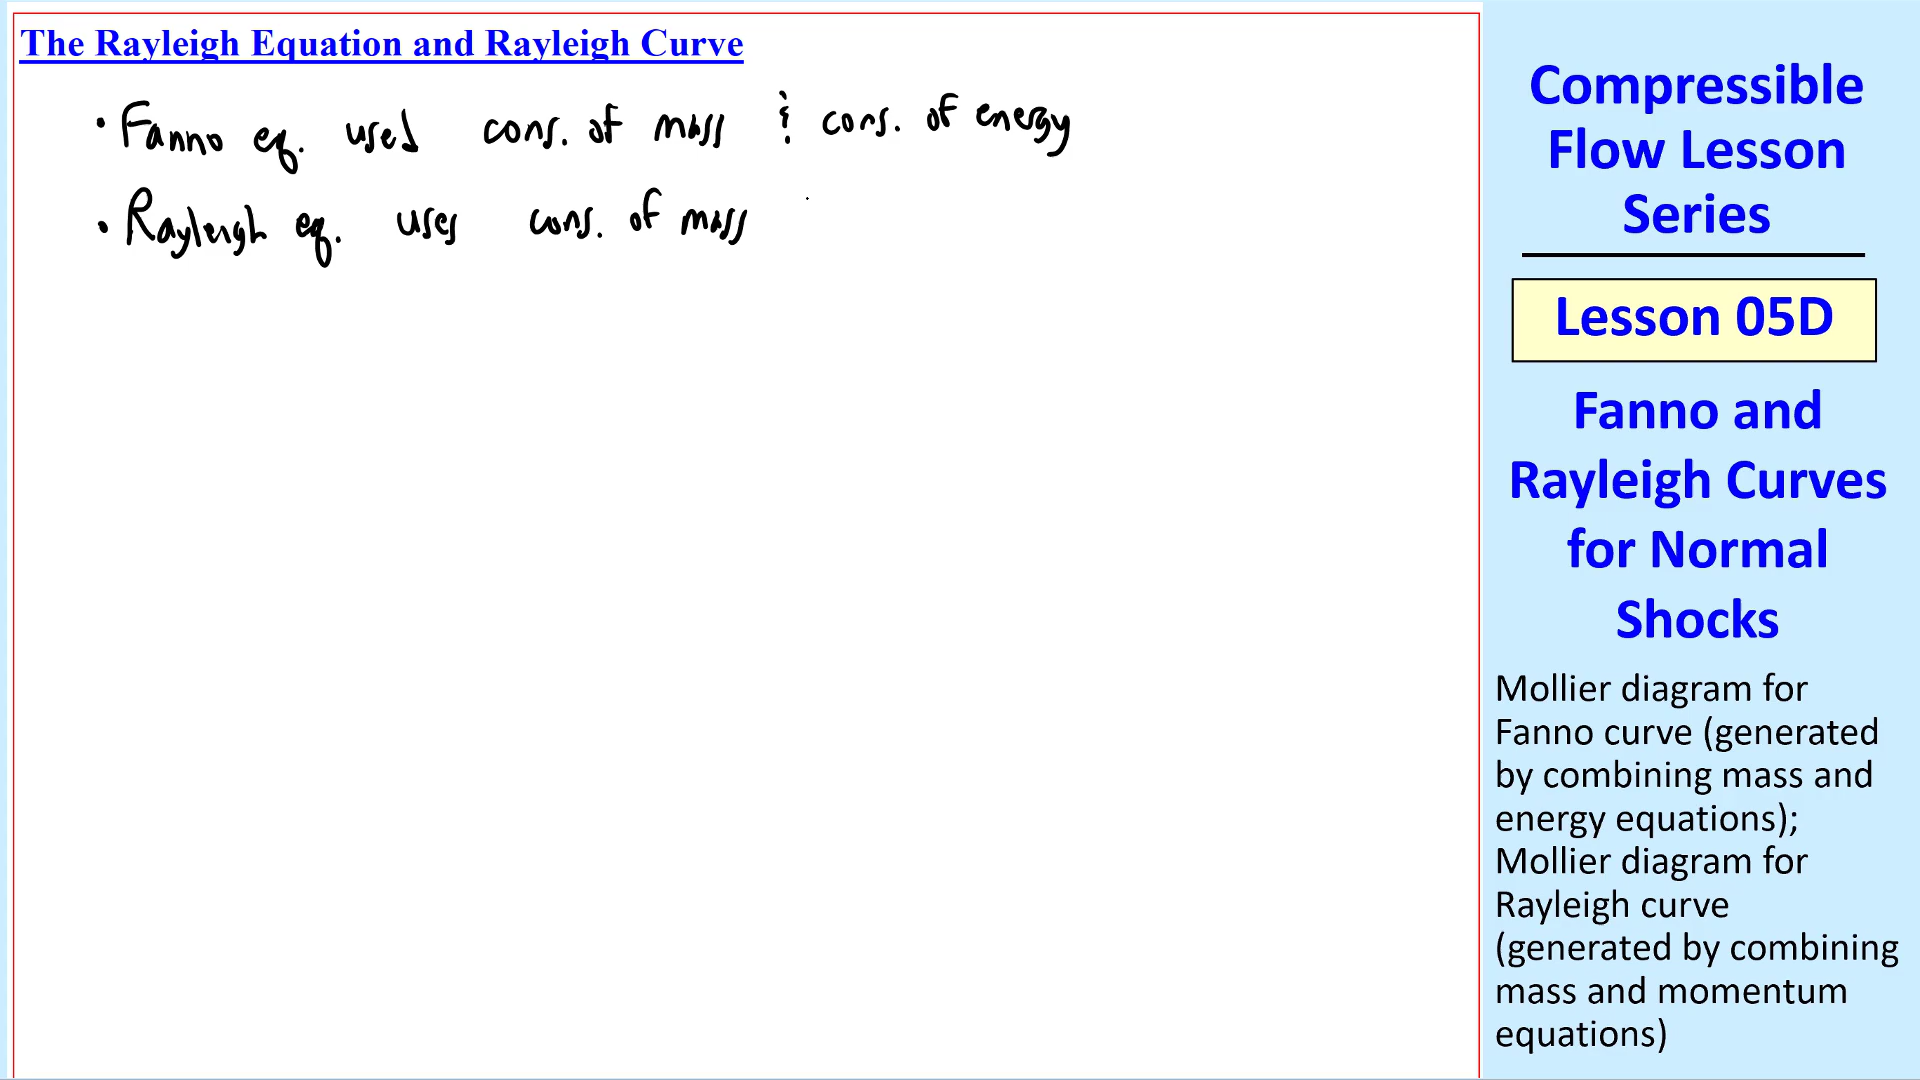 The Rayleigh Equation and Rayleigh Curve
• Fanno eq. used cons. of mass & cons. of energy
• Rayleigh eq. uses cons. of mass
Compressible
Flow Lesson
Series
Lesson 05D
Fanno and
Rayleigh Curves
for Normal
Shocks
Mollier diagram for
Fanno curve (generated
by combining mass and
energy equations);
Mollier diagram for
Rayleigh curve
(generated by combining
mass and momentum
equations)